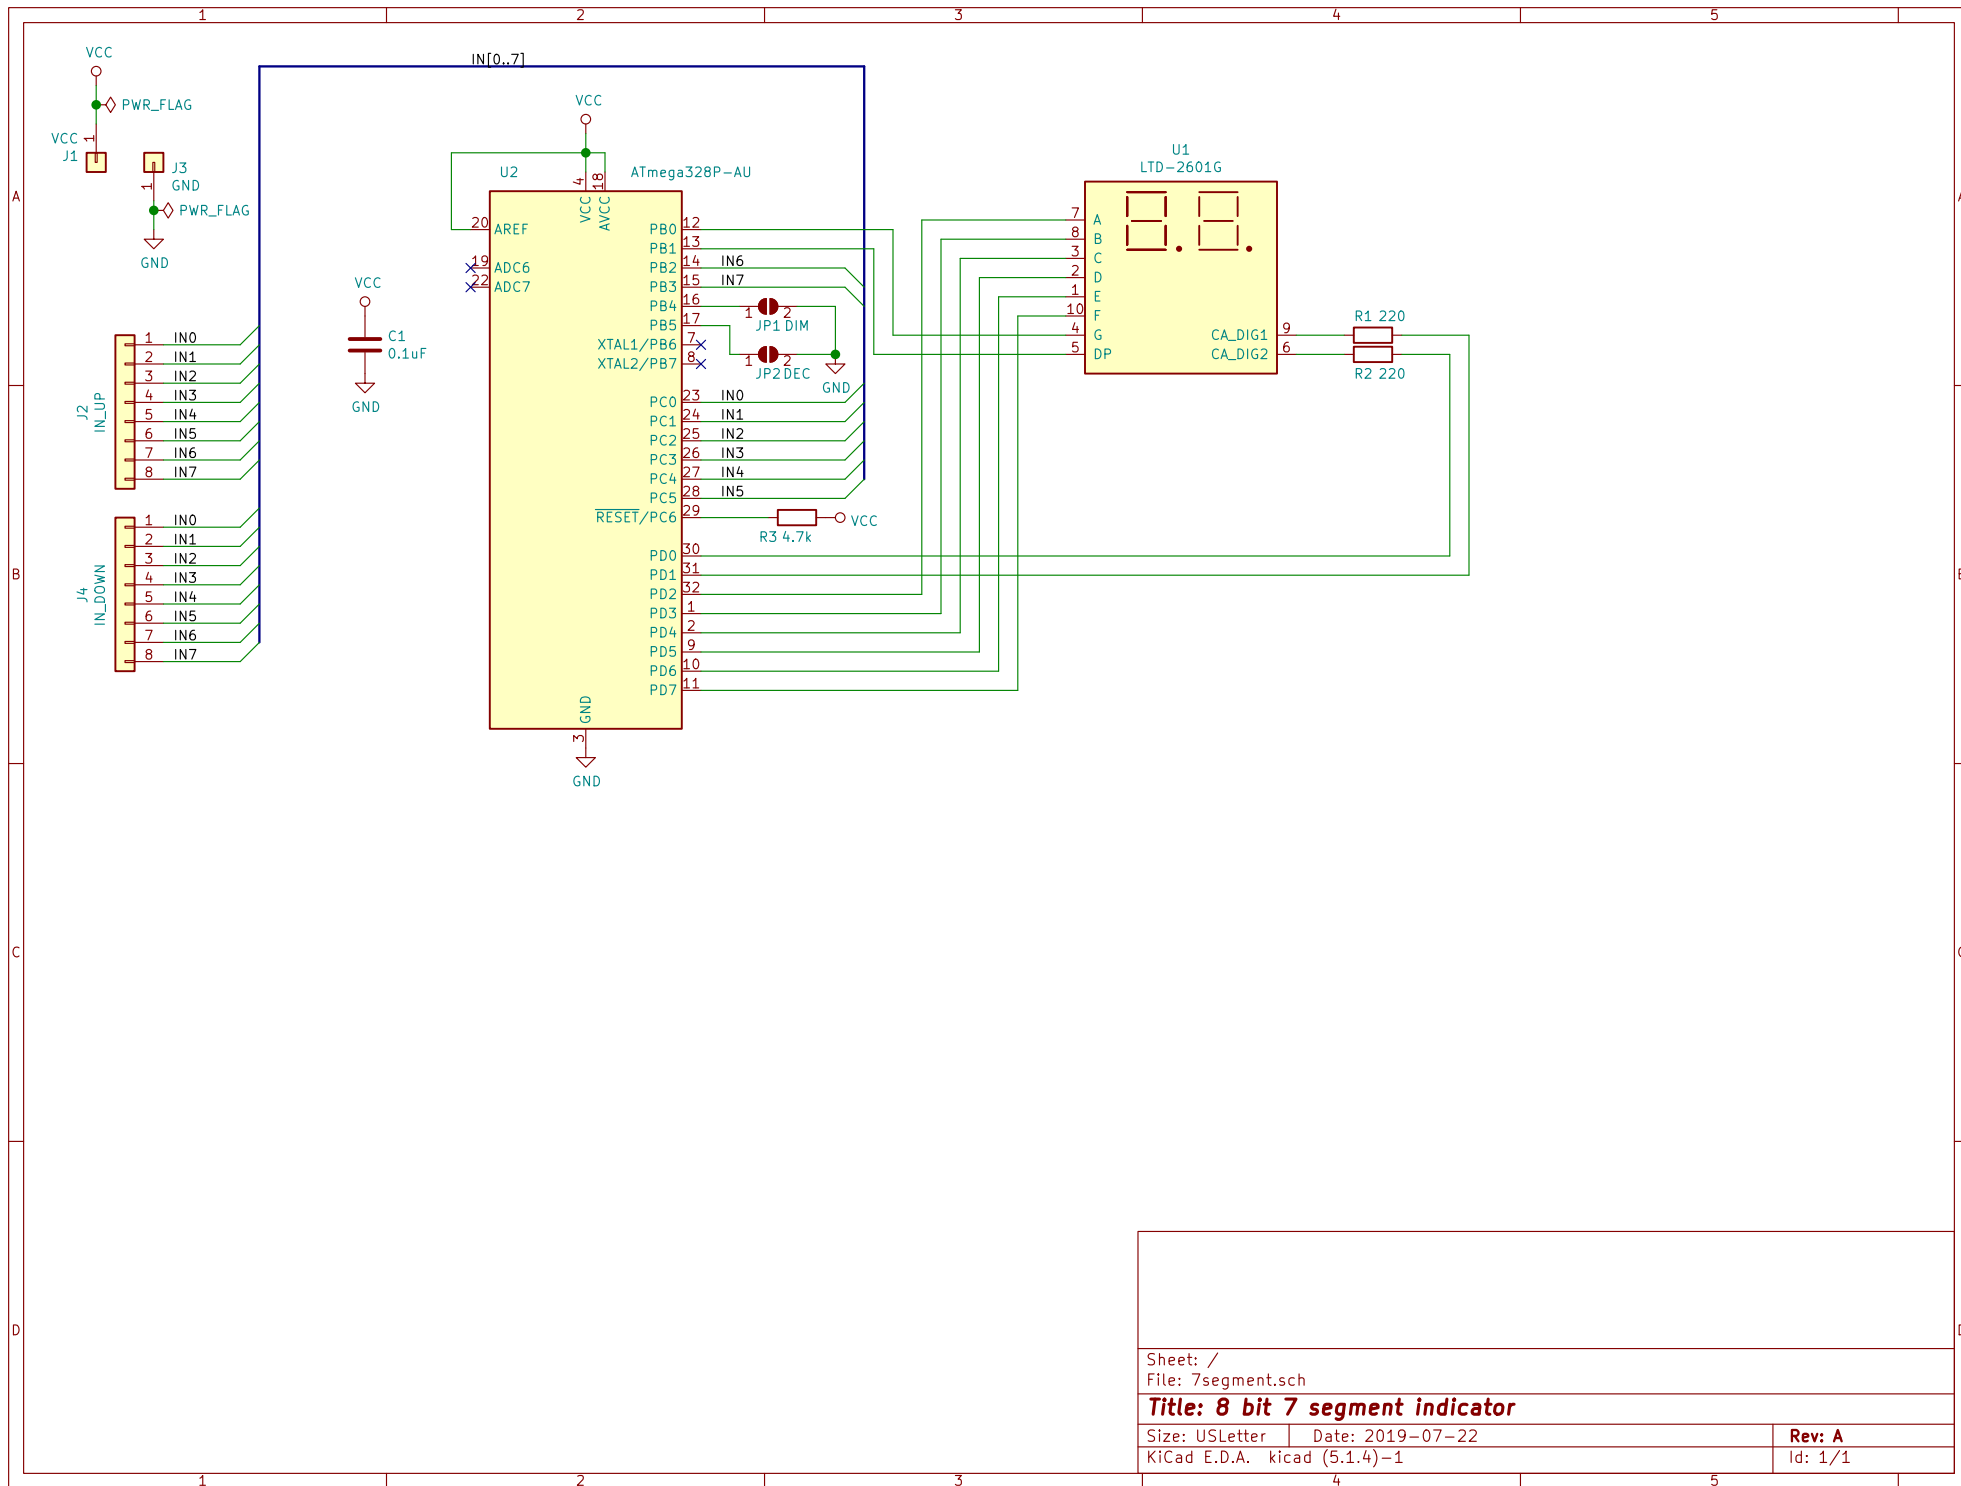 1 2 3 4 5
A
B
C
D
IN[0..7]
VCC
PWR_FLAG
VCC
J1
1
J3
GND
1
PWR_FLAG
GND
VCC
C1
0.1uF
GND
J2
IN_UP
1 IN0
2 IN1
3 IN2
4 IN3
5 IN4
6 IN5
7 IN6
8 IN7
J4
IN_DOWN
1 IN0
2 IN1
3 IN2
4 IN3
5 IN4
6 IN5
7 IN6
8 IN7
VCC
U2
ATmega328P-AU
4 VCC
18 AVCC
20 AREF
19 ADC6
22 ADC7
PB0 12
PB1 13
PB2 14 IN6
PB3 15 IN7
PB4 16
PB5 17
XTAL1/PB6 7
XTAL2/PB7 8
PC0 23 IN0
PC1 24 IN1
PC2 25 IN2
PC3 26 IN3
PC4 27 IN4
PC5 28 IN5
RESET/PC6 29
PD0 30
PD1 31
PD2 32
PD3 1
PD4 2
PD5 9
PD6 10
PD7 11
GND
3
GND
1 2
JP1 DIM
1 2
JP2 DEC
GND
R3 4.7k
VCC
U1
LTD-2601G
7 A
8 B
3 C
2 D
1 E
10 F
4 G
5 DP
CA_DIG1 9
CA_DIG2 6
R1 220
R2 220
Sheet: /
File: 7segment.sch
Title: 8 bit 7 segment indicator
Size: USLetter
Date: 2019-07-22
Rev: A
KiCad E.D.A. kicad (5.1.4)-1
Id: 1/1
1 2 3 4 5